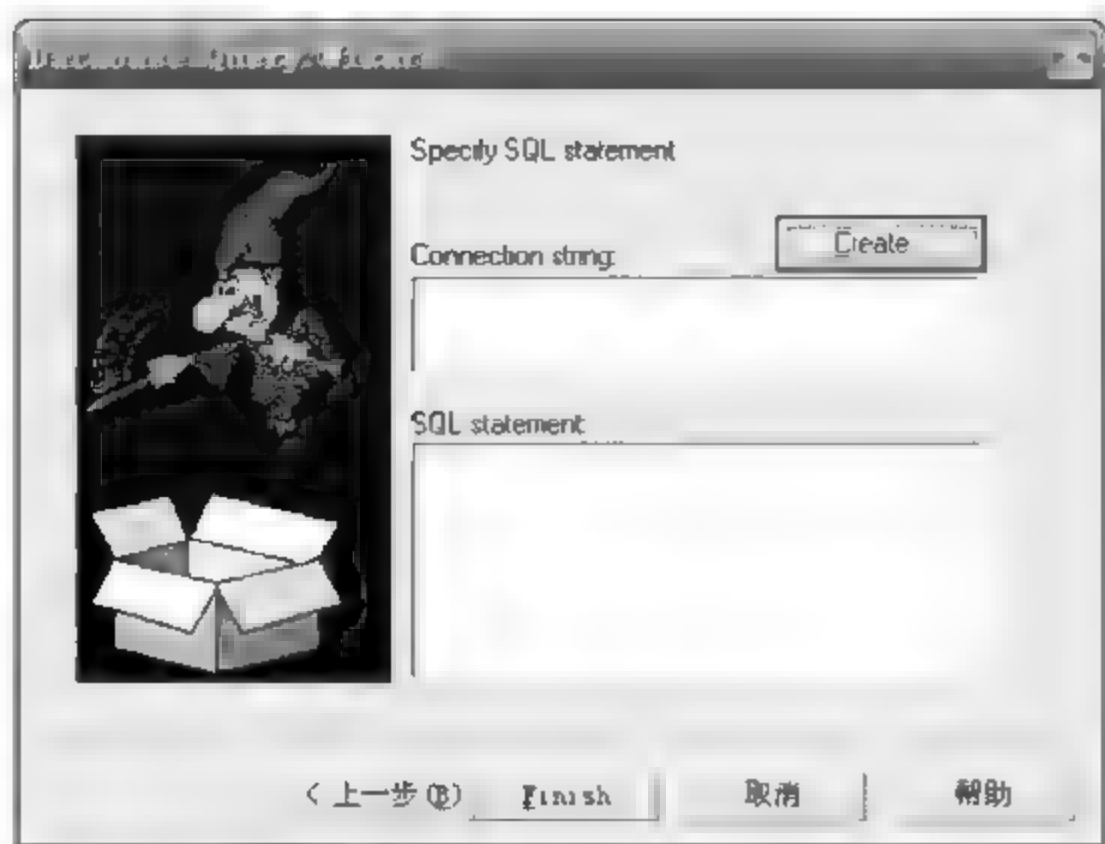 Specify SQL statement
Create
Connection string:
SQL statement
< 上一步(B) Finish 取消 帮助